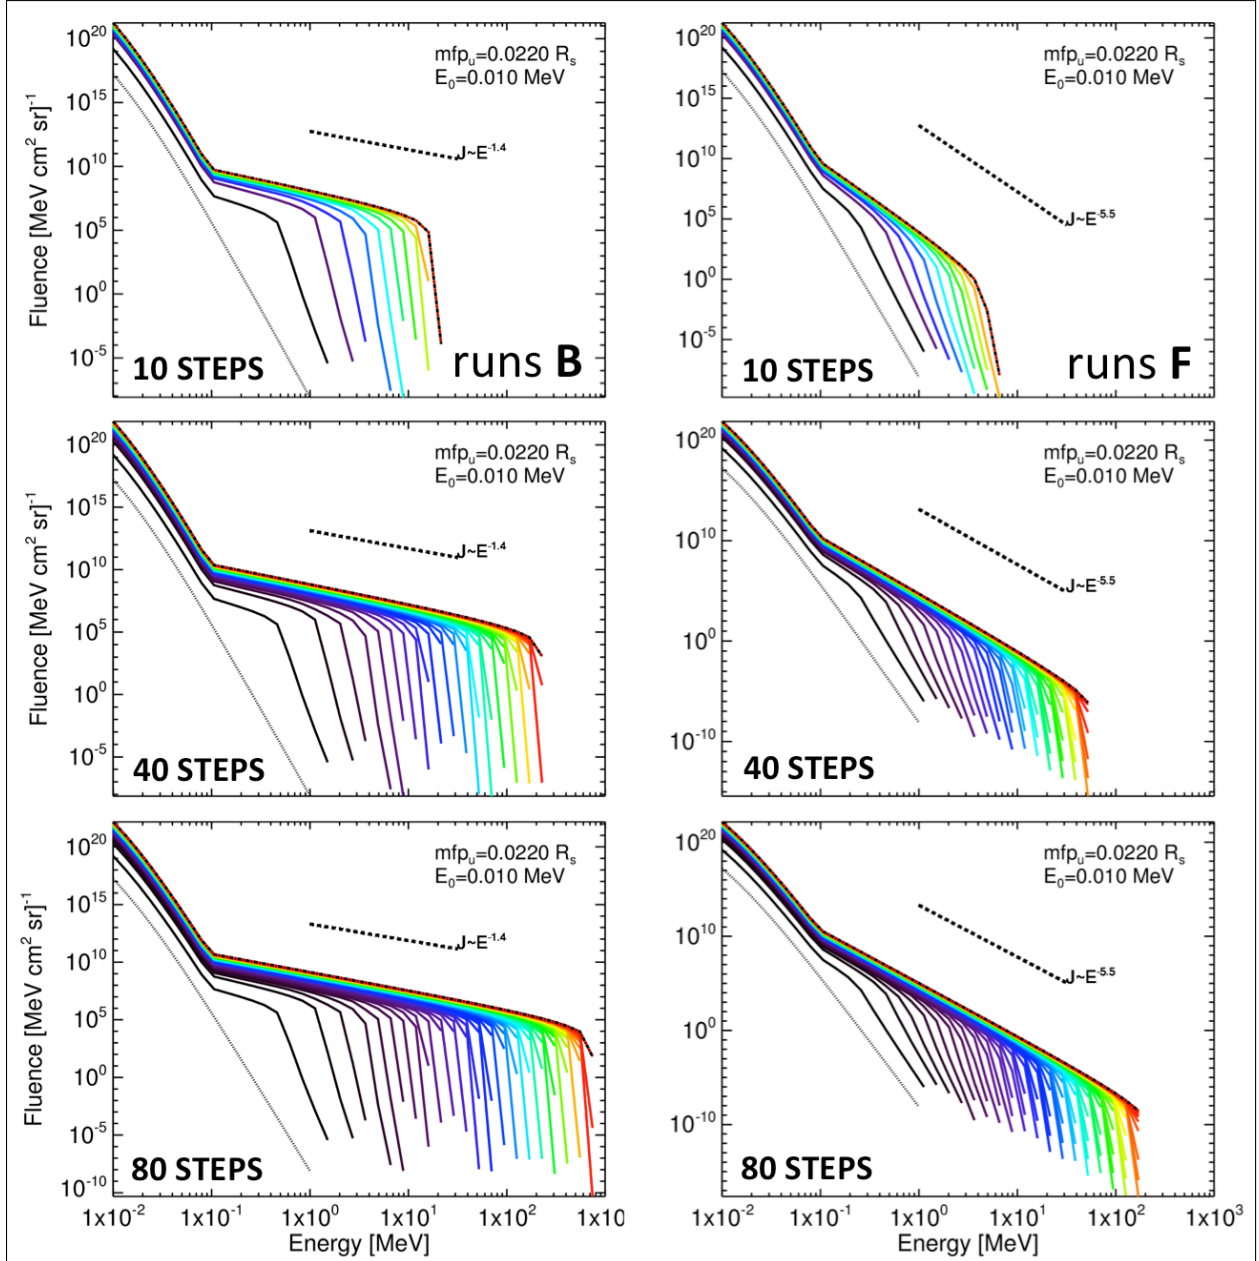 10^20
10^15
10^10
10^5
10^0
10^-5
Fluence [MeV cm^2 sr]^-1
mfp_u=0.0220 R_s
E_0=0.010 MeV
J~E^-1.4
10 STEPS
runs B
10^20
10^15
10^10
10^5
10^0
10^-5
mfp_u=0.0220 R_s
E_0=0.010 MeV
J~E^-5.5
10 STEPS
runs F
10^20
10^15
10^10
10^5
10^0
10^-5
Fluence [MeV cm^2 sr]^-1
mfp_u=0.0220 R_s
E_0=0.010 MeV
J~E^-1.4
40 STEPS
10^20
10^10
10^0
10^-10
mfp_u=0.0220 R_s
E_0=0.010 MeV
J~E^-5.5
40 STEPS
10^20
10^15
10^10
10^5
10^0
10^-5
10^-10
Fluence [MeV cm^2 sr]^-1
mfp_u=0.0220 R_s
E_0=0.010 MeV
J~E^-1.4
80 STEPS
1x10^-2 1x10^-1 1x10^0 1x10^1 1x10^2 1x10
Energy [MeV]
10^20
10^10
10^0
10^-10
mfp_u=0.0220 R_s
E_0=0.010 MeV
J~E^-5.5
80 STEPS
1x10^-2 1x10^-1 1x10^0 1x10^1 1x10^2 1x10^3
Energy [MeV]